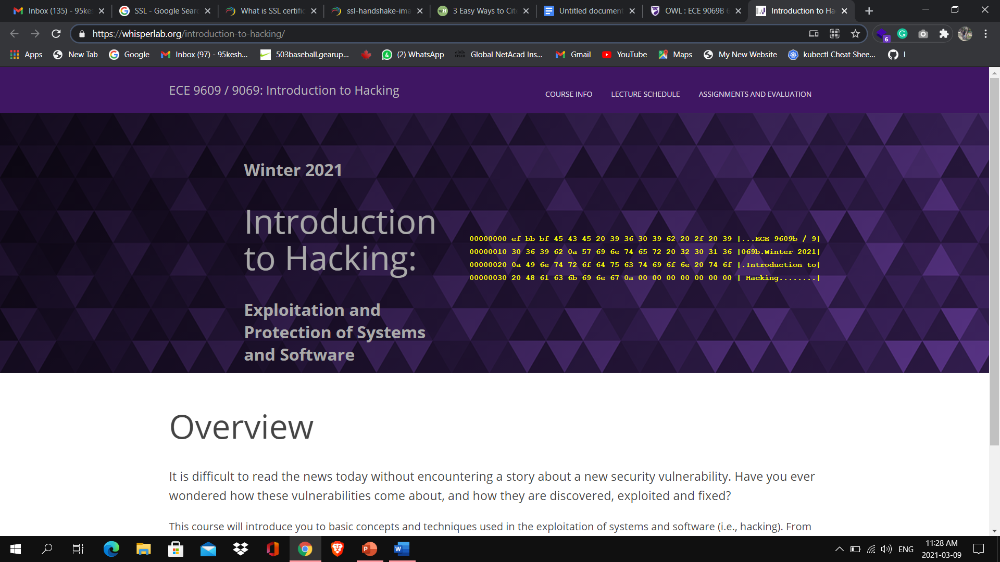 Inbox (135) - 95kes
SSL - Google Searc
What is SSL certific
ssl-handshake-ima
3 Easy Ways to Cite
Untitled document
OWL : ECE 9069B 6
Introduction to Ha
https://whisperlab.org/introduction-to-hacking/
6
Apps
New Tab
Google
Inbox (97) - 95kesh...
503baseball.gearup...
(2) WhatsApp
Global NetAcad Ins...
Gmail
YouTube
Maps
My New Website
kubectl Cheat Shee...
I
ECE 9609 / 9069: Introduction to Hacking
COURSE INFO
LECTURE SCHEDULE
ASSIGNMENTS AND EVALUATION
Winter 2021
Introduction
to Hacking:
Exploitation and
Protection of Systems
and Software
00000000 ef bb bf 45 43 45 20 39 36 30 39 62 20 2f 20 39 |...ECE 9609b / 9|
00000010 30 36 39 62 0a 57 69 6e 74 65 72 20 32 30 31 36 |069b.Winter 2021|
00000020 0a 49 6e 74 72 6f 64 75 63 74 69 6f 6e 20 74 6f |.Introduction to|
00000030 20 48 61 63 6b 69 6e 67 0a 00 00 00 00 00 00 00 | Hacking........|
Overview
It is difficult to read the news today without encountering a story about a new security vulnerability. Have you ever
wondered how these vulnerabilities come about, and how they are discovered, exploited and fixed?
This course will introduce you to basic concepts and techniques used in the exploitation of systems and software (i.e., hacking). From
ENG
11:28 AM
2021-03-09